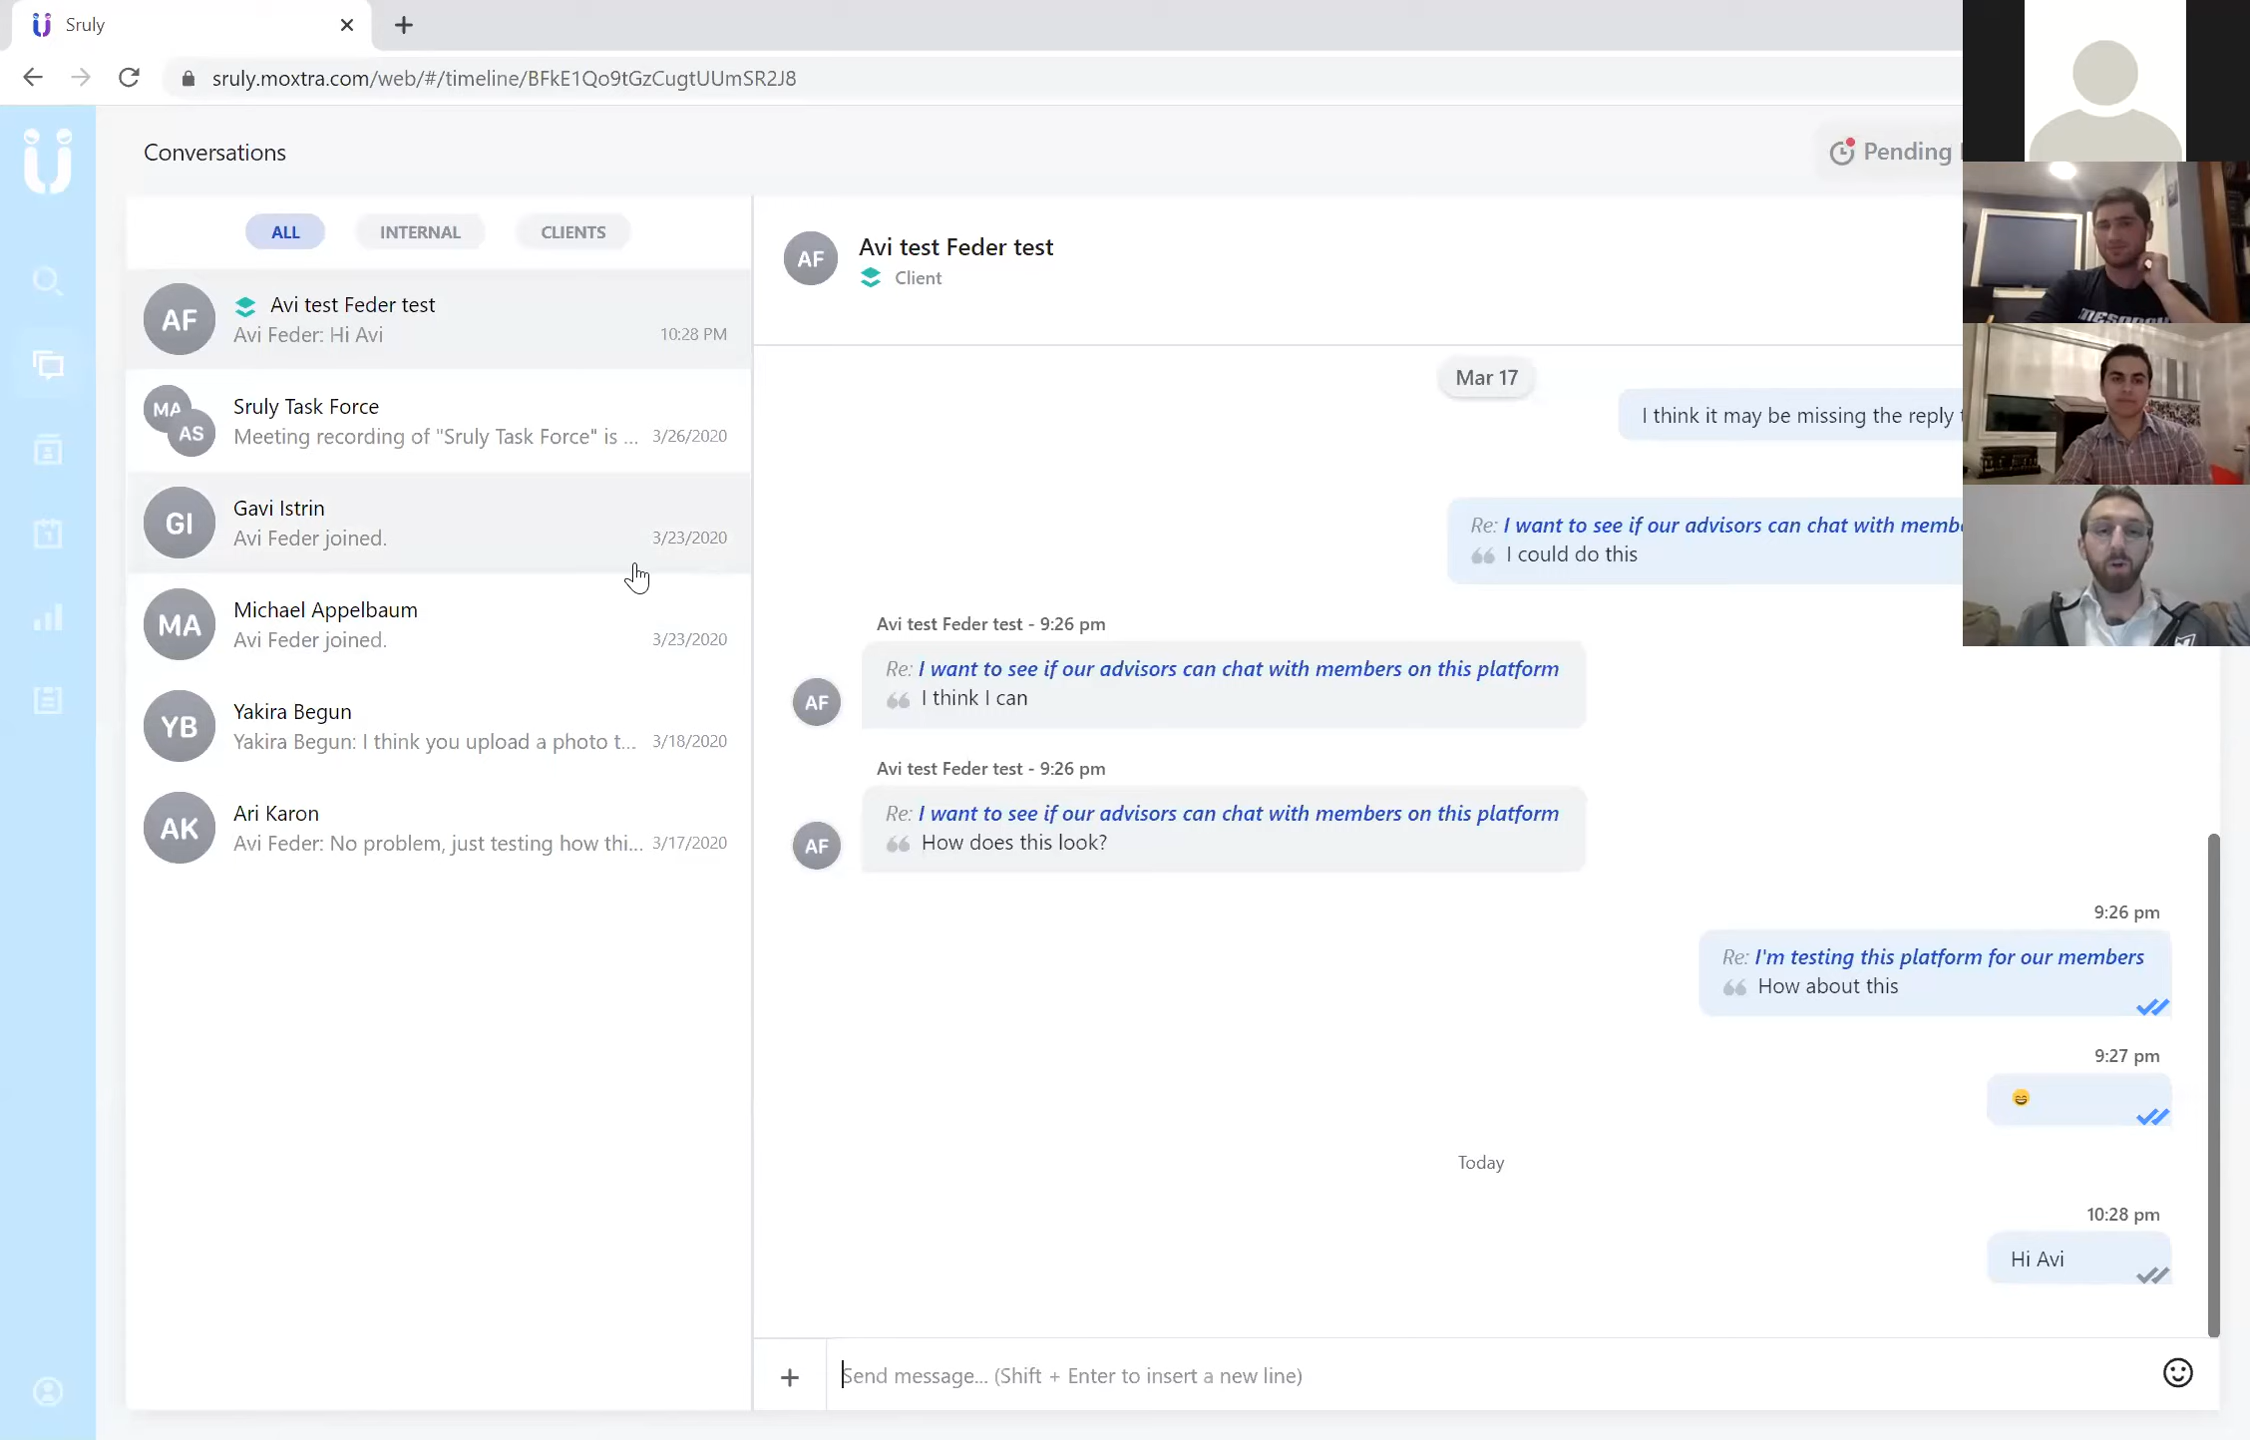 Sruly
sruly.moxtra.com/web/#/timeline/BFkE1Qo9tGzCugtUUmSR2J8
Conversations
Pending
ALL
INTERNAL
CLIENTS
AF
Avi test Feder test
Avi Feder: Hi Avi
10:28 PM
MA
AS
Sruly Task Force
Meeting recording of "Sruly Task Force" is ...
3/26/2020
GI
Gavi Istrin
Avi Feder joined.
3/23/2020
MA
Michael Appelbaum
Avi Feder joined.
3/23/2020
YB
Yakira Begun
Yakira Begun: I think you upload a photo t...
3/18/2020
AK
Ari Karon
Avi Feder: No problem, just testing how thi...
3/17/2020
AF
Avi test Feder test
Client
Mar 17
I think it may be missing the reply
Re: I want to see if our advisors can chat with memb
I could do this
Avi test Feder test - 9:26 pm
Re: I want to see if our advisors can chat with members on this platform
AF
I think I can
Avi test Feder test - 9:26 pm
Re: I want to see if our advisors can chat with members on this platform
AF
How does this look?
9:26 pm
Re: I'm testing this platform for our members
How about this
9:27 pm
Today
10:28 pm
Hi Avi
Send message... (Shift + Enter to insert a new line)